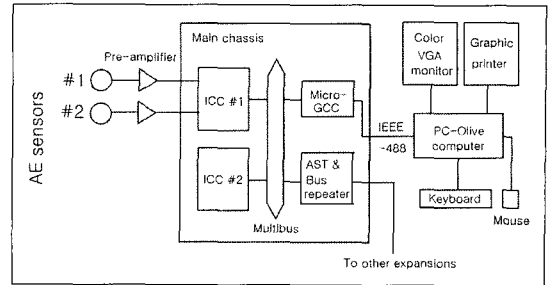 Pre-amplifier
Main chassis
Color
VGA
monitor
Graphic
printer
#1
#2
ICC #1
Micro-
GCC
IEEE
-488
PC-Olive
computer
AE sensors
ICC #2
AST &
Bus
repeater
Keyboard
Mouse
Multibus
To other expansions